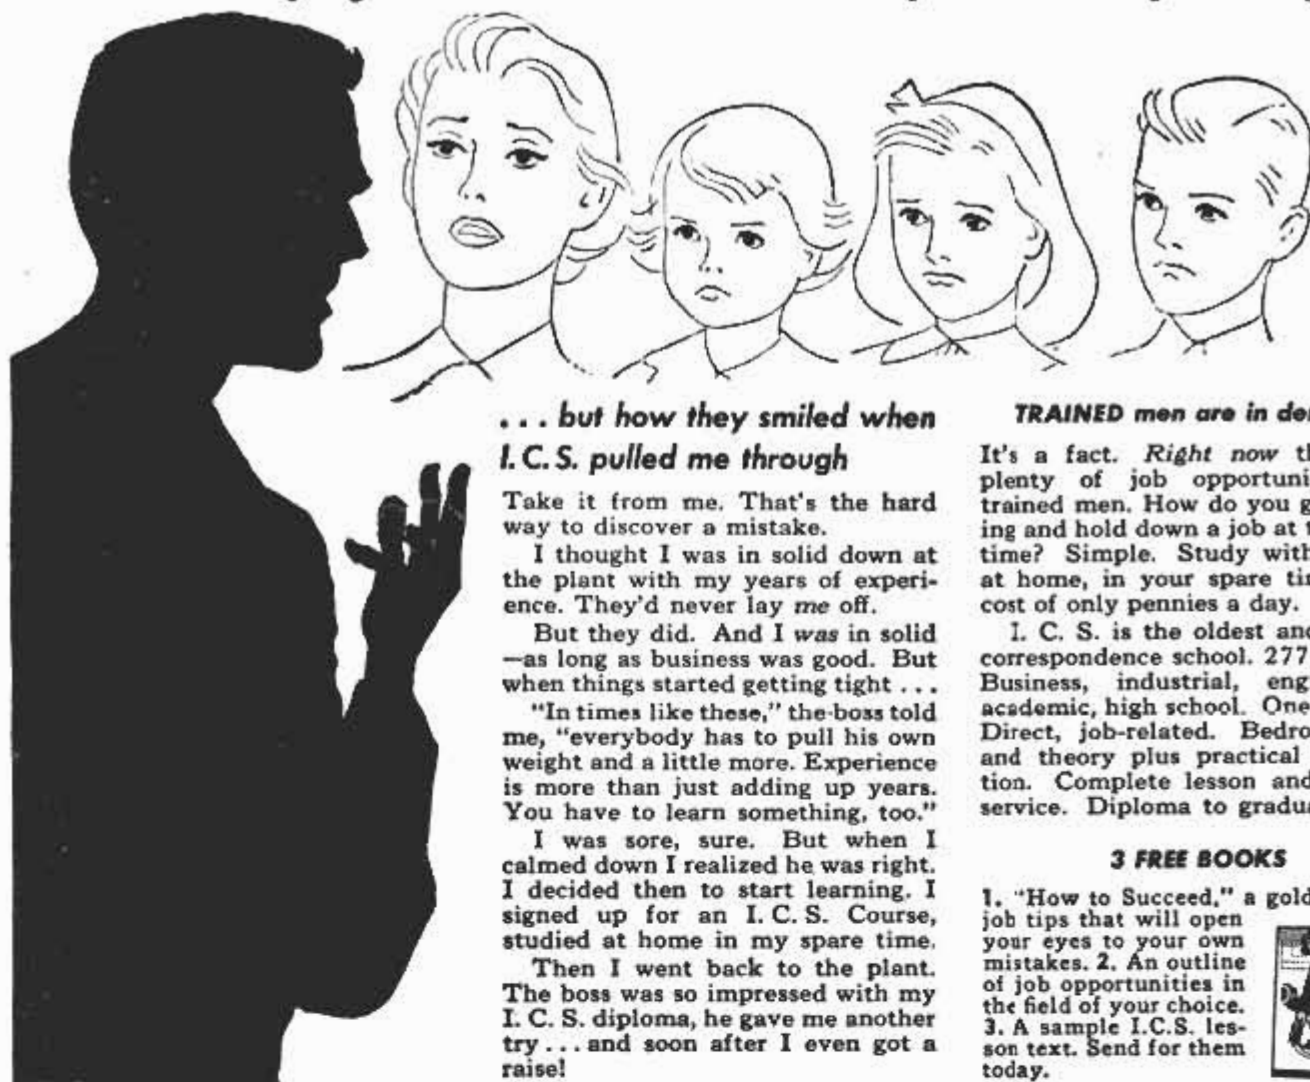 ... but how they smiled when
I.C.S. pulled me through
Take it from me. That's the hard
way to discover a mistake.
I thought I was in solid down at
the plant with my years of experi-
ence. They'd never lay me off.
But they did. And I was in solid
—as long as business was good. But
when things started getting tight ...
"In times like these," the boss told
me, "everybody has to pull his own
weight and a little more. Experience
is more than just adding up years.
You have to learn something, too."
I was sore, sure. But when I
calmed down I realized he was right.
I decided then to start learning. I
signed up for an I.C.S. Course,
studied at home in my spare time.
Then I went back to the plant.
The boss was so impressed with my
I.C.S. diploma, he gave me another
try ... and soon after I even got a
raise!
TRAINED men are in
It's a fact. Right now
plenty of job
trained men. How do you
ing and hold down a job at
time? Simple. Study with
at home, in your spare
cost of only pennies a day.
I. C. S. is the oldest
correspondence school. 277
Business, industrial,
academic, high school. One
Direct, job-related.
and theory plus practical
tion. Complete lesson and
service. Diploma to
3 FREE BOOKS
1. "How to Succeed," a
job tips that will open
your eyes to your own
mistakes. 2. An outline
of job opportunities in
the field of your choice.
3. A sample I.C.S. les-
son text. Send for them
today.